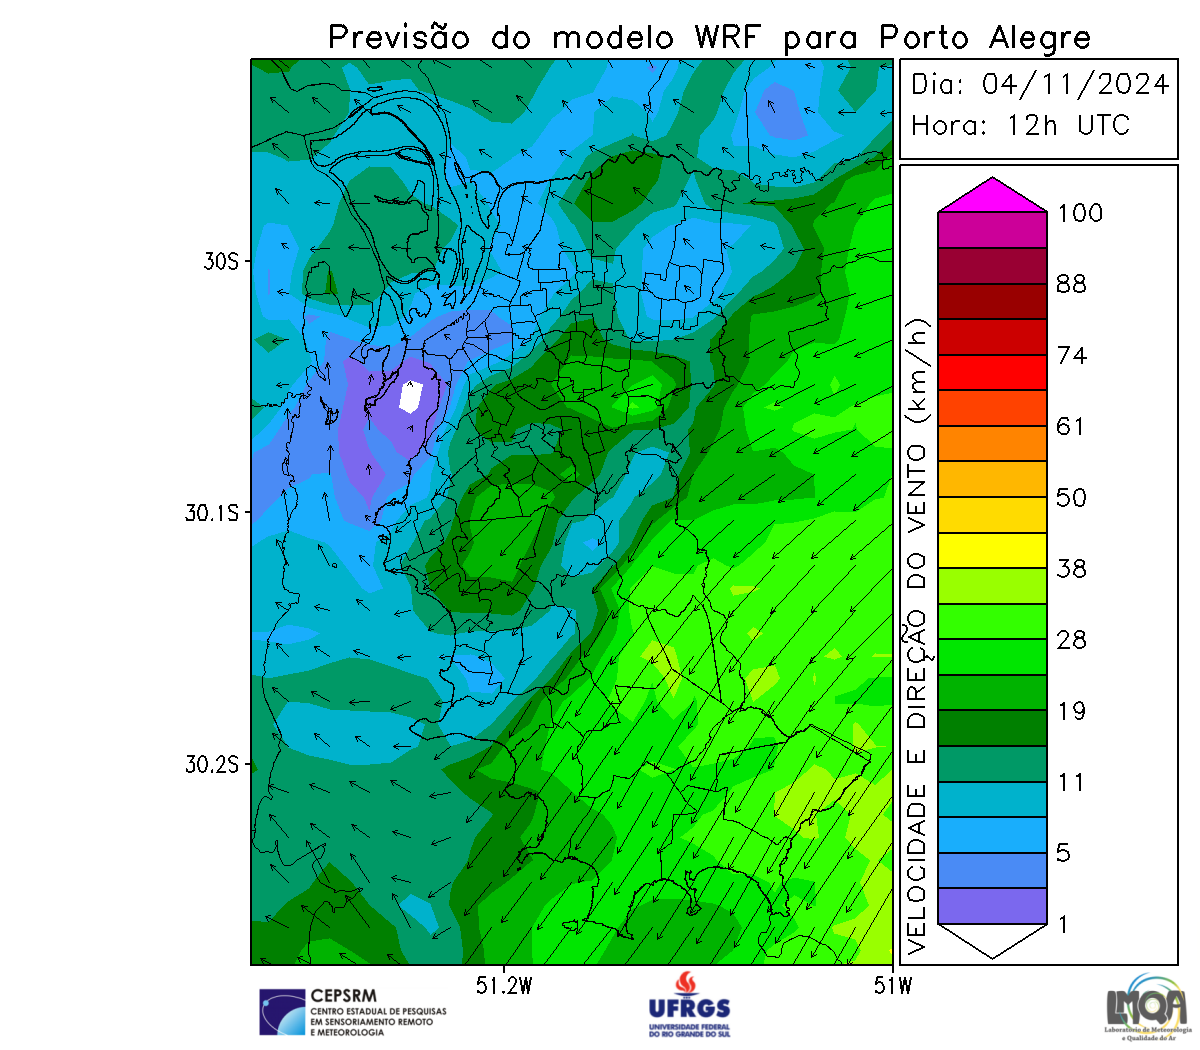 Previsão do modelo WRF para Porto Alegre
Dia: 04/11/2024
Hora: 12h UTC
30S
30.1S
30.2S
51.2W
51W
VELOCIDADE E DIREÇÃO DO VENTO (km/h)
100
88
74
61
50
38
28
19
11
5
1
CEPSRM
CENTRO ESTADUAL DE PESQUISAS
EM SENSORIAMENTO REMOTO
E METEOROLOGIA
UFRGS
UNIVERSIDADE FEDERAL
DO RIO GRANDE DO SUL
LMQA
Laboratório de Meteorologia
e Qualidade do Ar